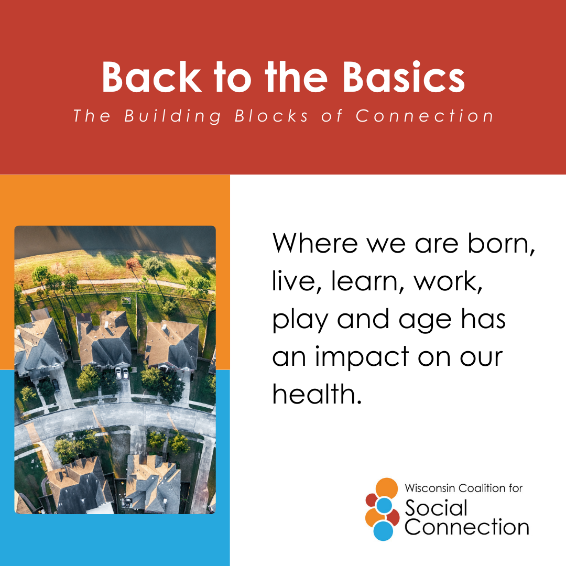 Back to the Basics
The Building Blocks of Connection
Where we are born,
live, learn, work,
play and age has
an impact on our
health.
Wisconsin Coalition for
Social
Connection